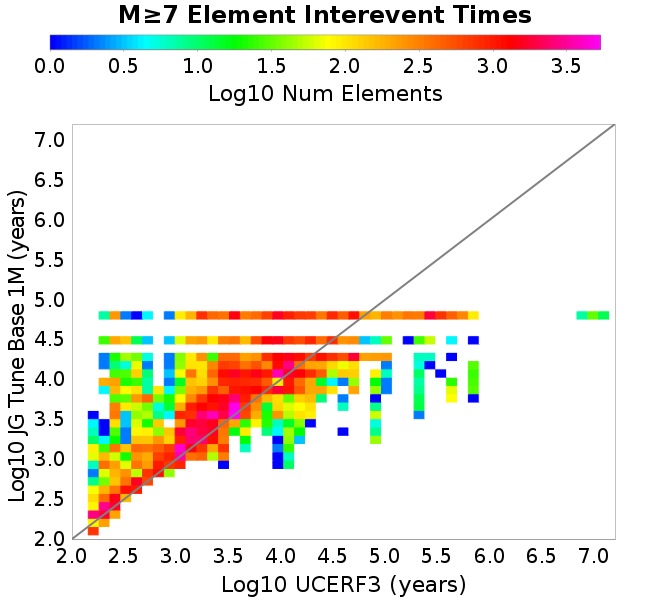 M≥7 Element Interevent Times
0.0 0.5 1.0 1.5 2.0 2.5 3.0 3.5
Log10 Num Elements
Log10 JG Tune Base 1M (years)
7.0
6.5
6.0
5.5
5.0
4.5
4.0
3.5
3.0
2.5
2.0
2.0 2.5 3.0 3.5 4.0 4.5 5.0 5.5 6.0 6.5 7.0
Log10 UCERF3 (years)